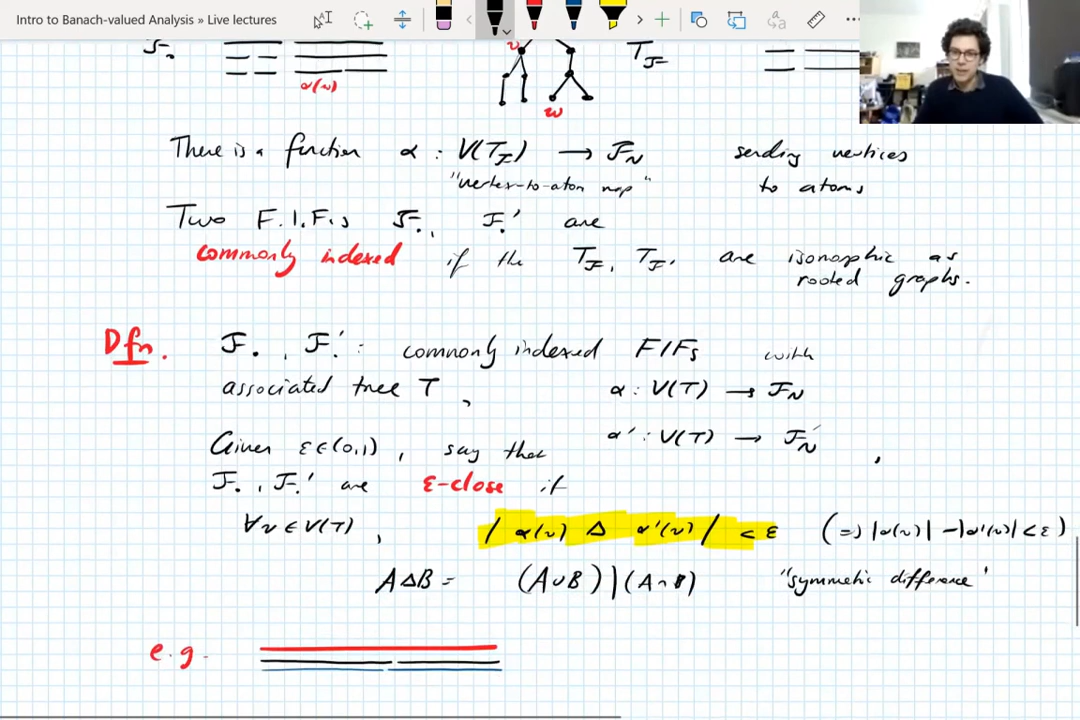 Intro to Banach-valued Analysis » Live lectures
F.
α(v)
v
T_F
w
There is a function α : V(T_F) → F_N sending vertices
"vertex-to-atom map" to atoms
Two F.I.F.s F., F.' are
commonly indexed if the T_F, T_F' are isomorphic as
rooted graphs.
Dfn. F., F.' : commonly indexed FIFs with
associated tree T, α : V(T) → F_N
Given ε∈(0,1), say that α' : V(T) → F_N' ,
F., F.' are ε-close if
∀v ∈ V(T), |α(v) Δ α'(v)| < ε (⇒ |α(v)| - |α'(v)| < ε)
AΔB = (A∪B)\(A∩B) "symmetric difference"
e.g.